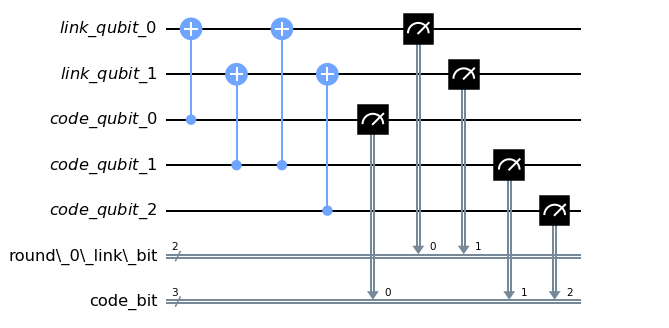 link_qubit_0
link_qubit_1
code_qubit_0
code_qubit_1
code_qubit_2
round\_0\_link\_bit 2 0 1
code_bit 3 0 1 2